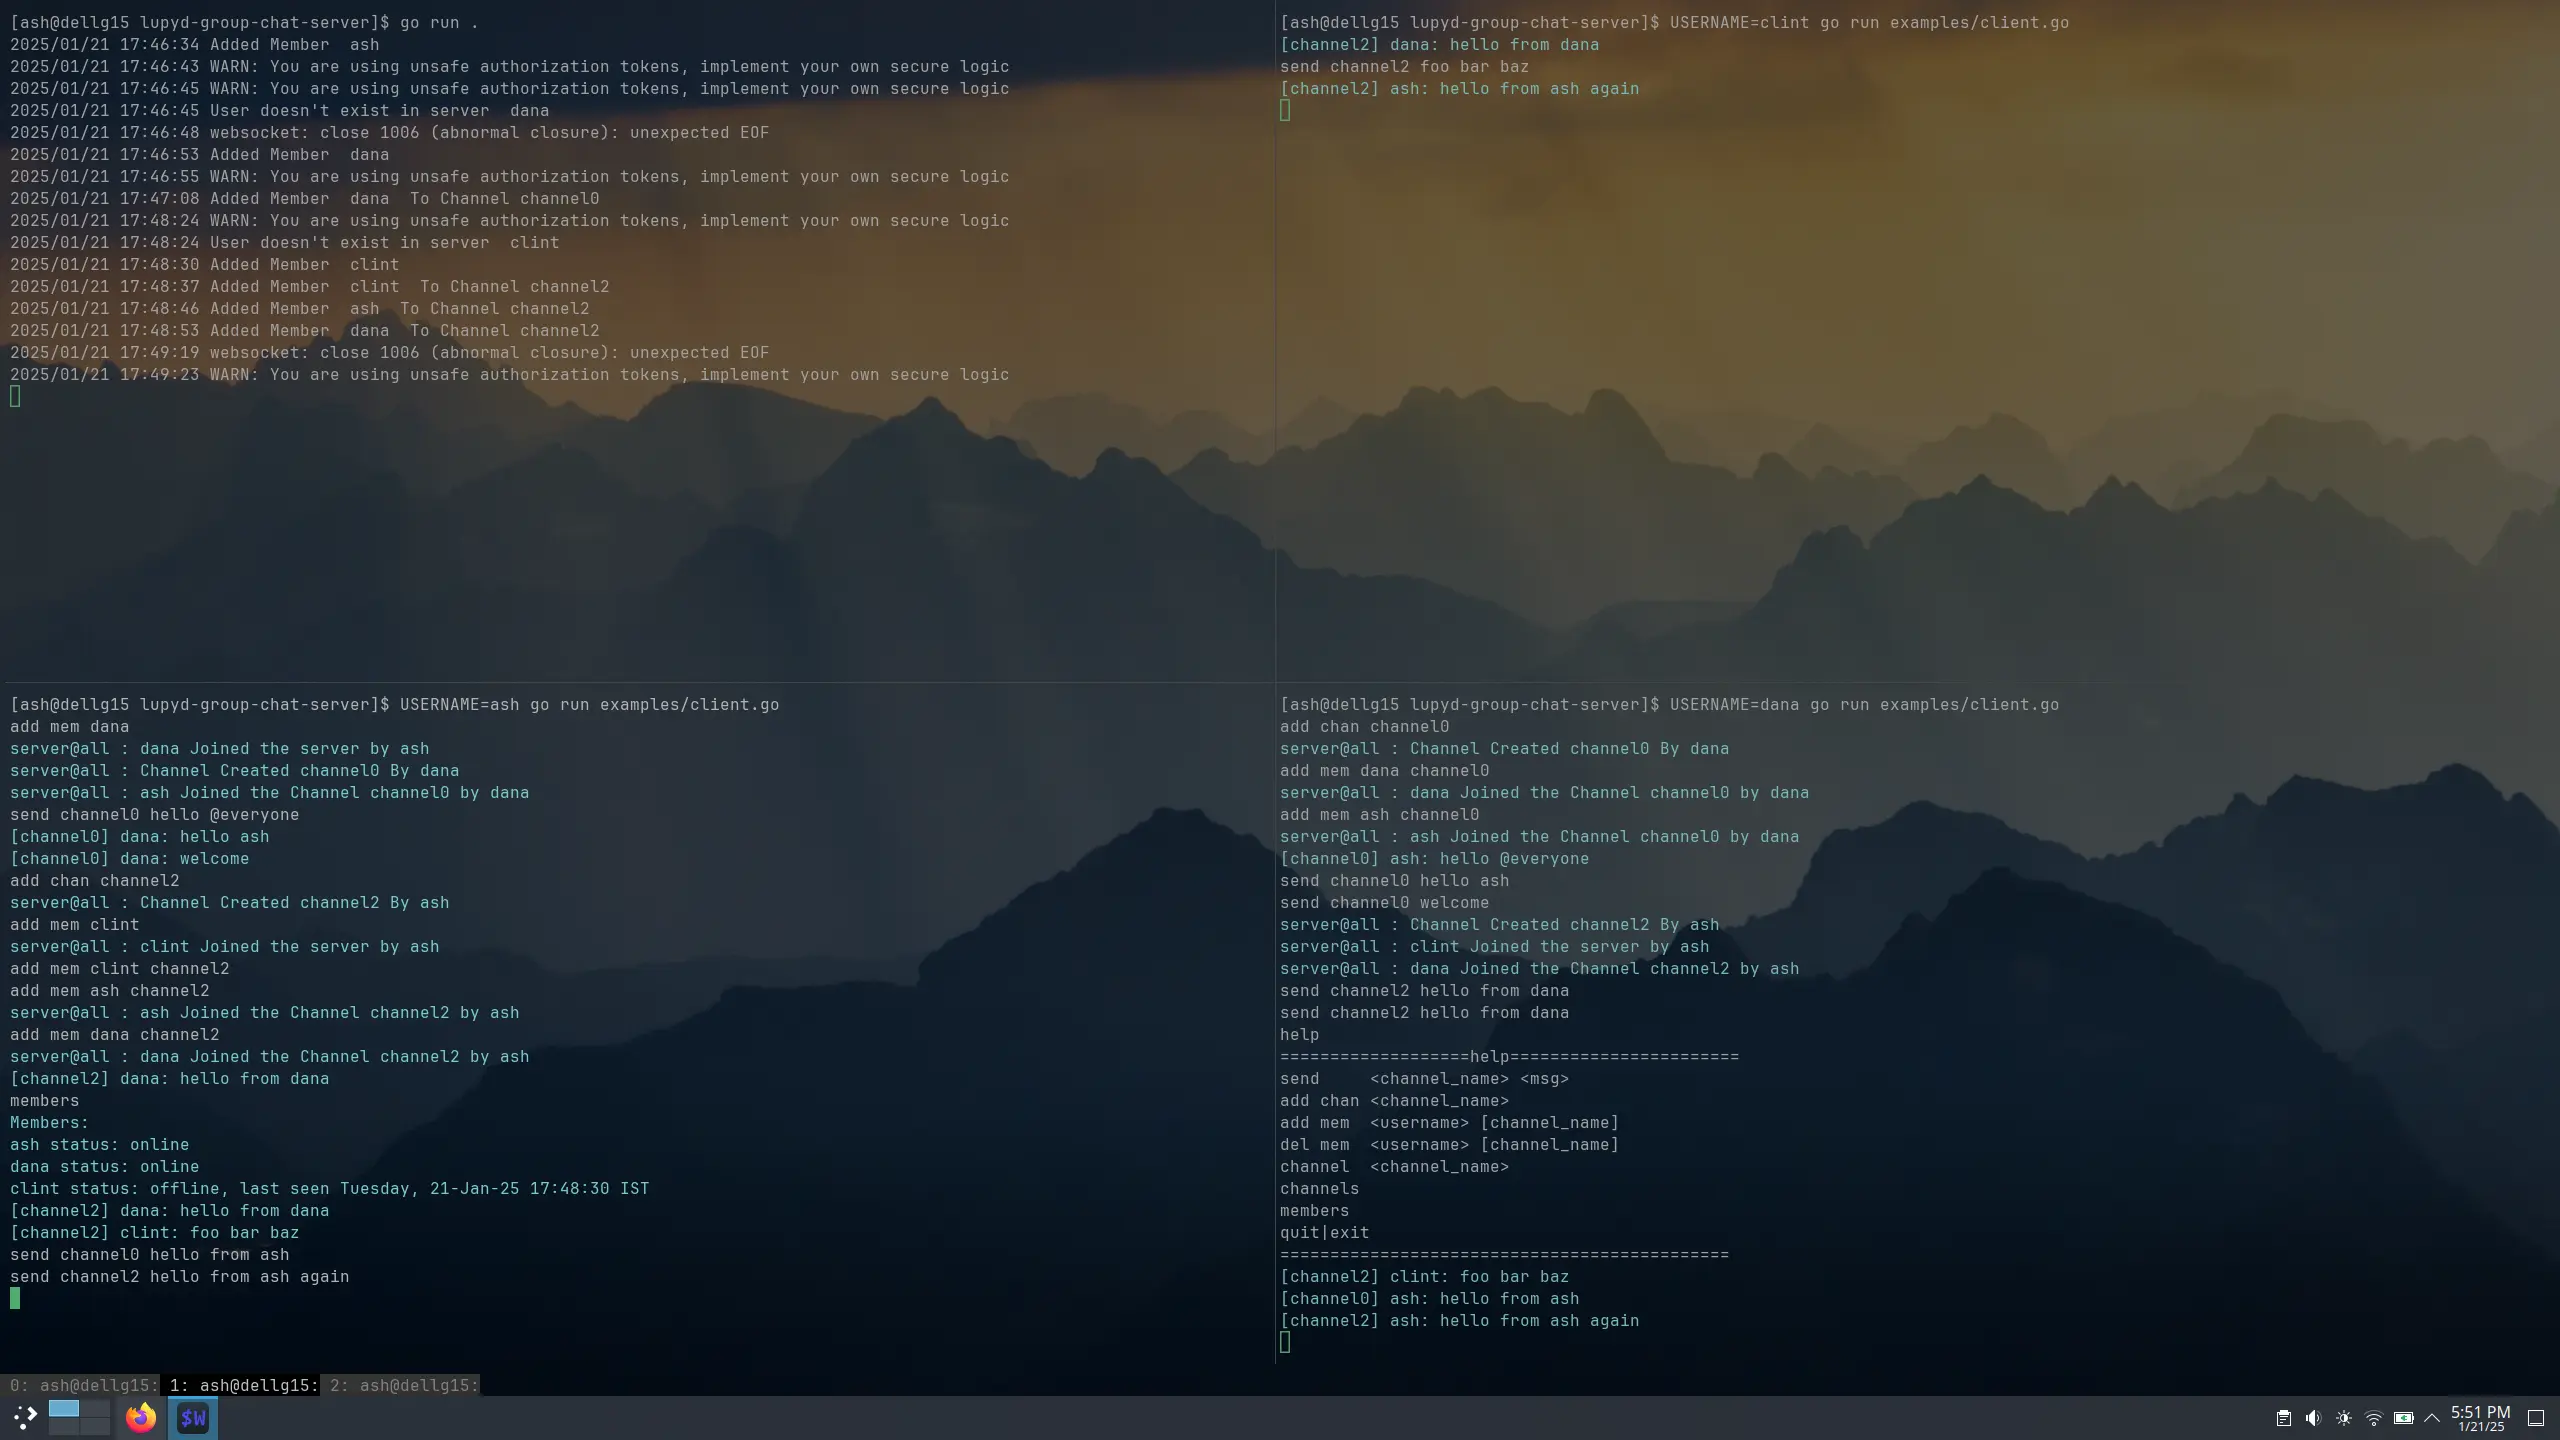 [ash@dellg15 lupyd-group-chat-server]$ go run .
2025/01/21 17:46:34 Added Member  ash
2025/01/21 17:46:43 WARN: You are using unsafe authorization tokens, implement your own secure logic
2025/01/21 17:46:45 WARN: You are using unsafe authorization tokens, implement your own secure logic
2025/01/21 17:46:45 User doesn't exist in server  dana
2025/01/21 17:46:48 websocket: close 1006 (abnormal closure): unexpected EOF
2025/01/21 17:46:53 Added Member  dana
2025/01/21 17:46:55 WARN: You are using unsafe authorization tokens, implement your own secure logic
2025/01/21 17:47:08 Added Member  dana  To Channel channel0
2025/01/21 17:48:24 WARN: You are using unsafe authorization tokens, implement your own secure logic
2025/01/21 17:48:24 User doesn't exist in server  clint
2025/01/21 17:48:30 Added Member  clint
2025/01/21 17:48:37 Added Member  clint  To Channel channel2
2025/01/21 17:48:46 Added Member  ash  To Channel channel2
2025/01/21 17:48:53 Added Member  dana  To Channel channel2
2025/01/21 17:49:19 websocket: close 1006 (abnormal closure): unexpected EOF
2025/01/21 17:49:23 WARN: You are using unsafe authorization tokens, implement your own secure logic
[ash@dellg15 lupyd-group-chat-server]$ USERNAME=clint go run examples/client.go
[channel2] dana: hello from dana
send channel2 foo bar baz
[channel2] ash: hello from ash again
[ash@dellg15 lupyd-group-chat-server]$ USERNAME=ash go run examples/client.go
add mem dana
server@all : dana Joined the server by ash
server@all : Channel Created channel0 By dana
server@all : ash Joined the Channel channel0 by dana
send channel0 hello @everyone
[channel0] dana: hello ash
[channel0] dana: welcome
add chan channel2
server@all : Channel Created channel2 By ash
add mem clint
server@all : clint Joined the server by ash
add mem clint channel2
add mem ash channel2
server@all : ash Joined the Channel channel2 by ash
add mem dana channel2
server@all : dana Joined the Channel channel2 by ash
[channel2] dana: hello from dana
members
Members:
ash status: online
dana status: online
clint status: offline, last seen Tuesday, 21-Jan-25 17:48:30 IST
[channel2] dana: hello from dana
[channel2] clint: foo bar baz
send channel0 hello from ash
send channel2 hello from ash again
[ash@dellg15 lupyd-group-chat-server]$ USERNAME=dana go run examples/client.go
add chan channel0
server@all : Channel Created channel0 By dana
add mem dana channel0
server@all : dana Joined the Channel channel0 by dana
add mem ash channel0
server@all : ash Joined the Channel channel0 by dana
[channel0] ash: hello @everyone
send channel0 hello ash
send channel0 welcome
server@all : Channel Created channel2 By ash
server@all : clint Joined the server by ash
server@all : dana Joined the Channel channel2 by ash
send channel2 hello from dana
send channel2 hello from dana
help
===================help=======================
send     <channel_name> <msg>
add chan <channel_name>
add mem  <username> [channel_name]
del mem  <username> [channel_name]
channel  <channel_name>
channels
members
quit|exit
=============================================
[channel2] clint: foo bar baz
[channel0] ash: hello from ash
[channel2] ash: hello from ash again
0: ash@dellg15: 1: ash@dellg15: 2: ash@dellg15:
$W
5:51 PM
1/21/25